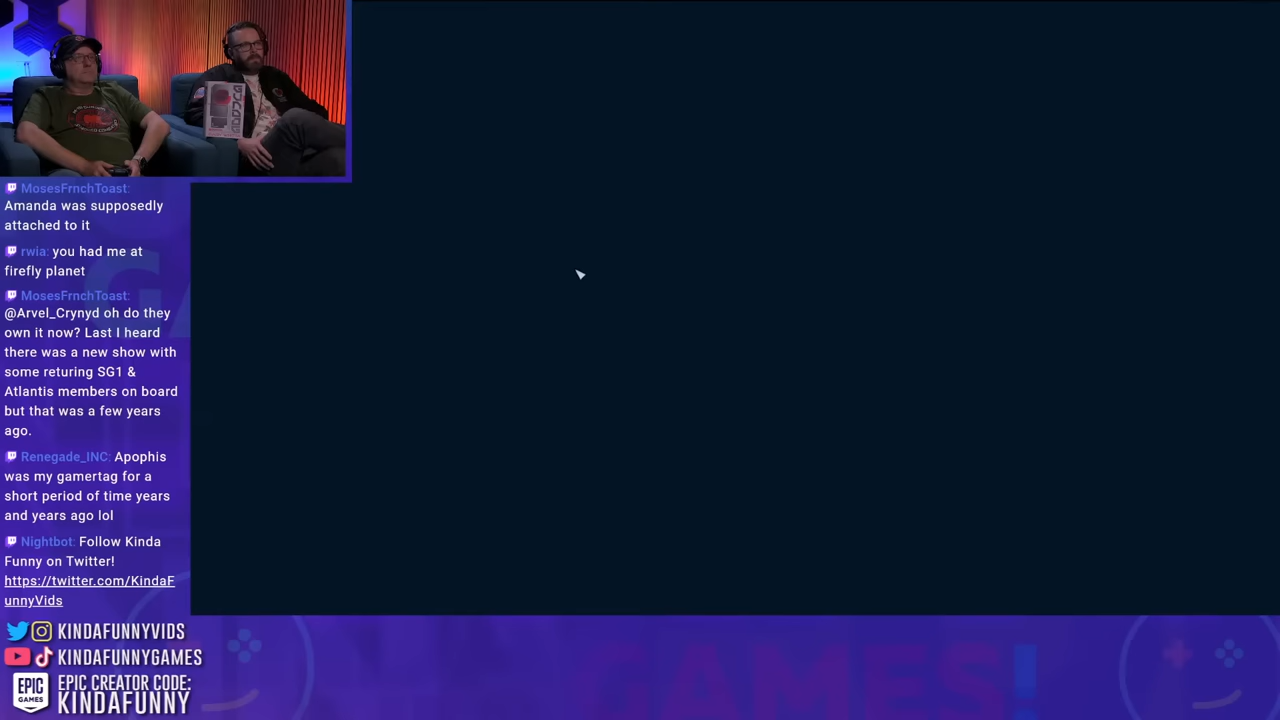 MosesFrnchToast:
Amanda was supposedly
attached to it
rwia: you had me at
firefly planet
MosesFrnchToast:
@Arvel_Crynyd oh do they
own it now? Last I heard
there was a new show with
some returing SG1 &
Atlantis members on board
but that was a few years
ago.
Renegade_INC: Apophis
was my gamertag for a
short period of time years
and years ago lol
Nightbot: Follow Kinda
Funny on Twitter!
https://twitter.com/KindaF
unnyVids
KINDAFUNNYVIDS
KINDAFUNNYGAMES
EPIC
GAMES
EPIC CREATOR CODE:
KINDAFUNNY
GAMES!